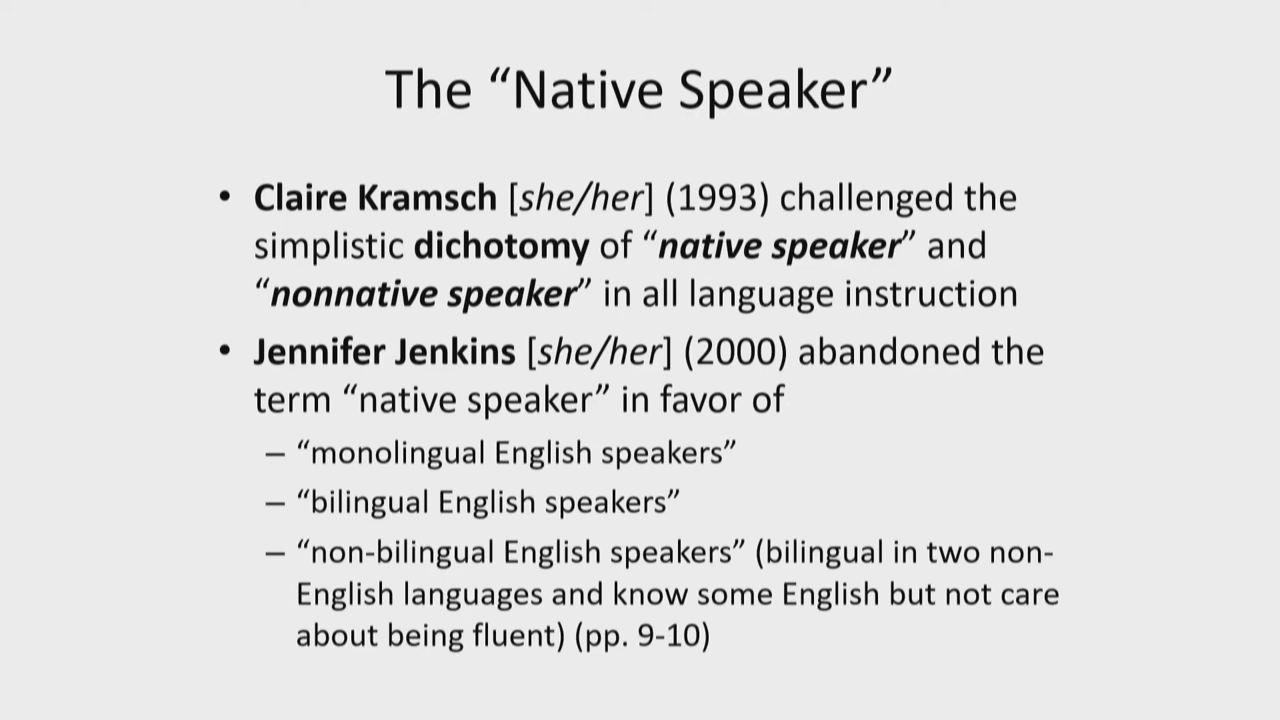 The “Native Speaker”
• Claire Kramsch [she/her] (1993) challenged the
simplistic dichotomy of “native speaker” and
“nonnative speaker” in all language instruction
• Jennifer Jenkins [she/her] (2000) abandoned the
term “native speaker” in favor of
– “monolingual English speakers”
– “bilingual English speakers”
– “non-bilingual English speakers” (bilingual in two non-
English languages and know some English but not care
about being fluent) (pp. 9-10)